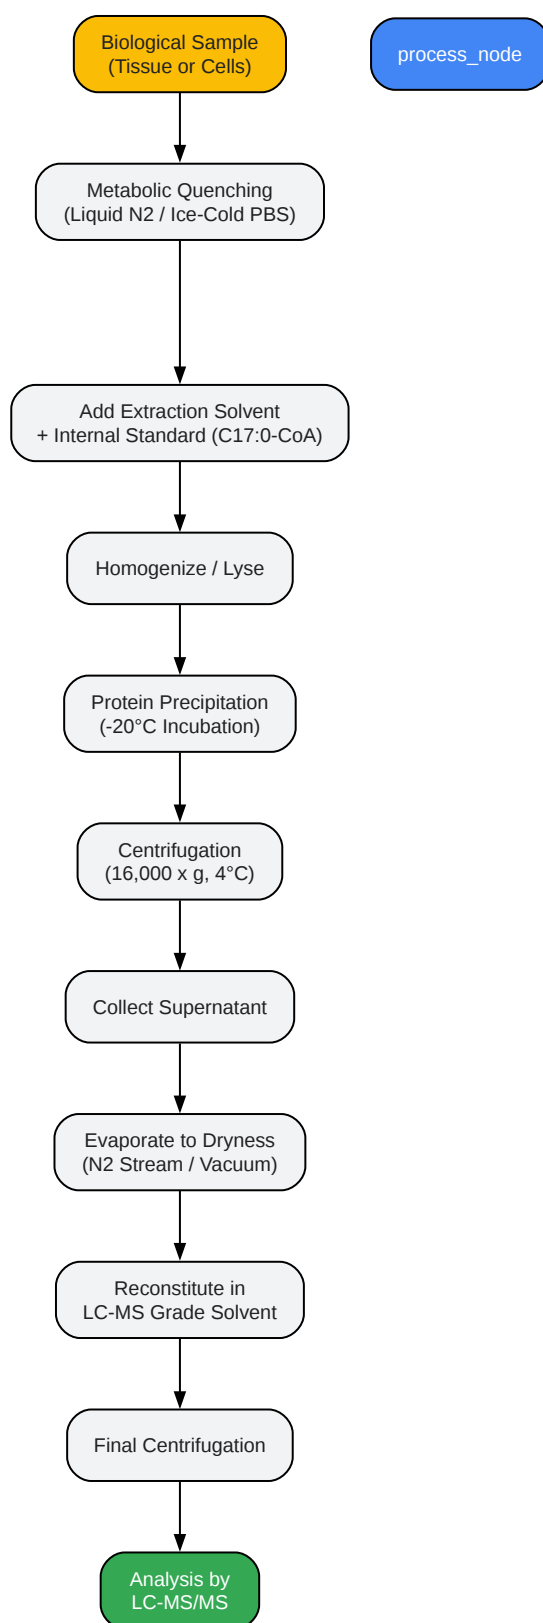 Biological Sample
(Tissue or Cells)
process_node
Metabolic Quenching
(Liquid N2 / Ice-Cold PBS)
Add Extraction Solvent
+ Internal Standard (C17:0-CoA)
Homogenize / Lyse
Protein Precipitation
(-20°C Incubation)
Centrifugation
(16,000 x g, 4°C)
Collect Supernatant
Evaporate to Dryness
(N2 Stream / Vacuum)
Reconstitute in
LC-MS Grade Solvent
Final Centrifugation
Analysis by
LC-MS/MS